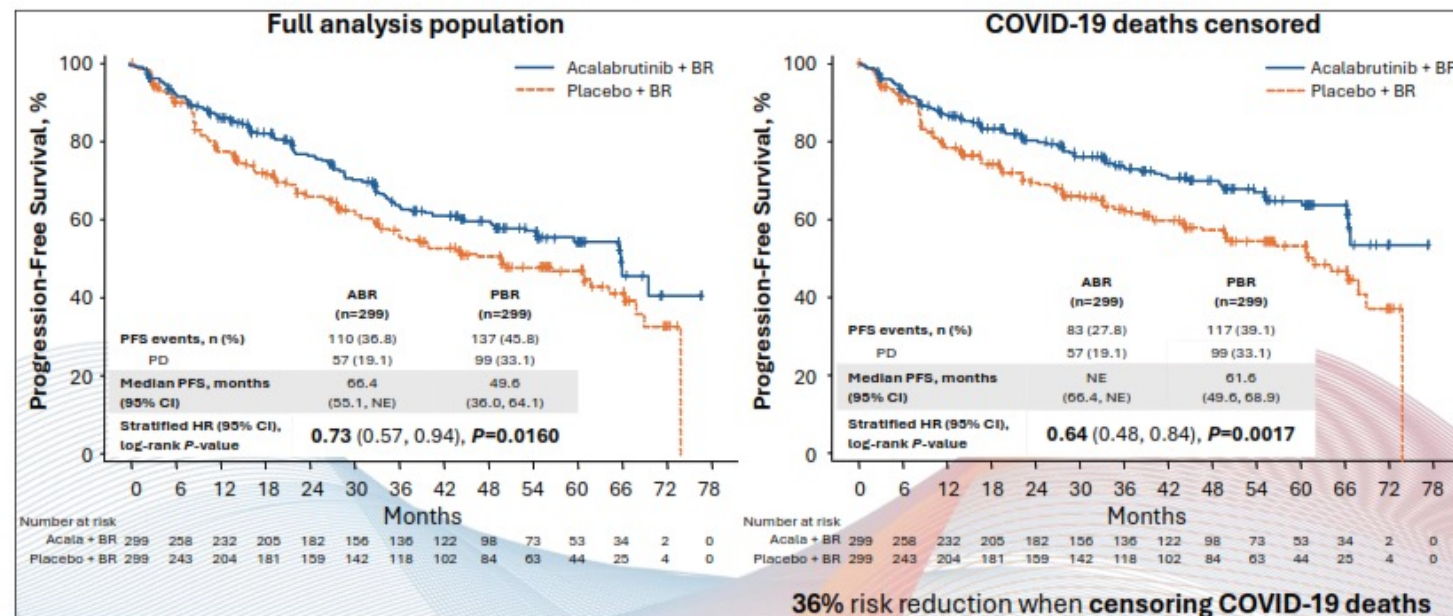 Full analysis population
Progression-Free Survival, %
100
80
60
40
20
0
Acalabrutinib + BR
Placebo + BR
ABR PBR
(n=299) (n=299)
PFS events, n (%) 110 (36.8) 137 (45.8)
PD 57 (19.1) 99 (33.1)
Median PFS, months 66.4 49.6
(95% CI) (55.1, NE) (36.0, 64.1)
Stratified HR (95% CI), log-rank P-value 0.73 (0.57, 0.94), P=0.0160
0 6 12 18 24 30 36 42 48 54 60 66 72 78
Months
Number at risk
Acala + BR 299 258 232 205 182 156 136 122 98 73 53 34 2 0
Placebo + BR 299 243 204 181 159 142 118 102 84 63 44 25 4 0
COVID-19 deaths censored
Progression-Free Survival, %
100
80
60
40
20
0
Acalabrutinib + BR
Placebo + BR
ABR PBR
(n=299) (n=299)
PFS events, n (%) 83 (27.8) 117 (39.1)
PD 57 (19.1) 99 (33.1)
Median PFS, months NE 61.6
(95% CI) (66.4, NE) (49.6, 68.9)
Stratified HR (95% CI), log-rank P-value 0.64 (0.48, 0.84), P=0.0017
0 6 12 18 24 30 36 42 48 54 60 66 72 78
Months
Number at risk
Acala + BR 299 258 232 205 182 156 136 122 98 73 53 34 2 0
Placebo + BR 299 243 204 181 159 142 118 102 84 63 44 25 4 0
36% risk reduction when censoring COVID-19 deaths